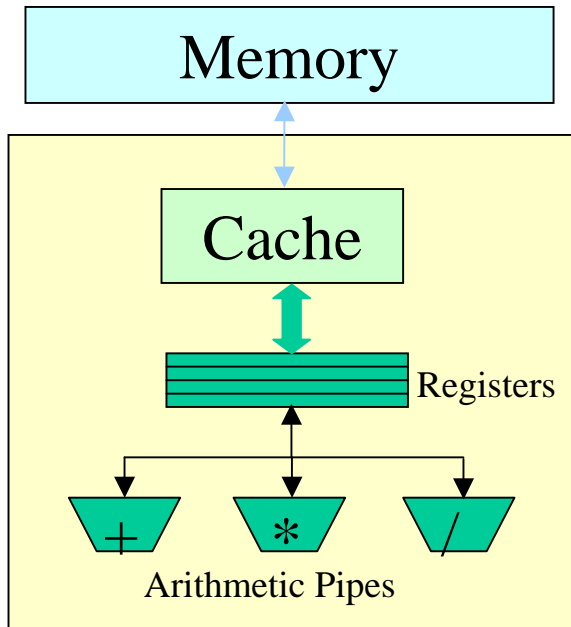 Memory
Cache
Registers
+ * /
Arithmetic Pipes